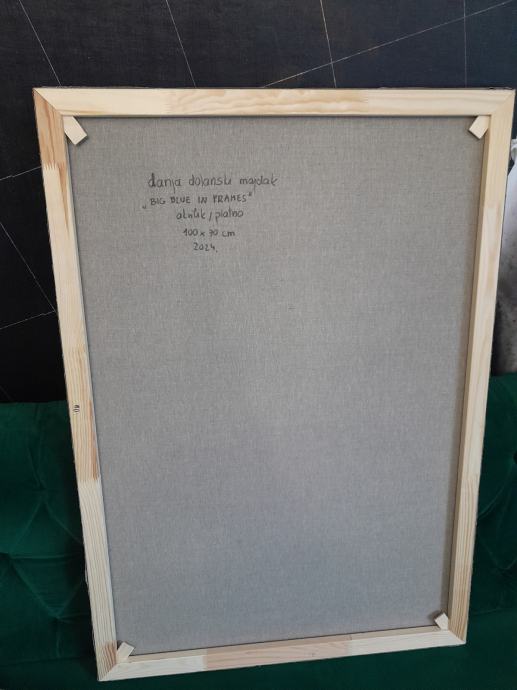 danja dolanski majdak
„BIG BLUE IN FRAMES"
akrilik/platno
100 x 70 cm
2024.